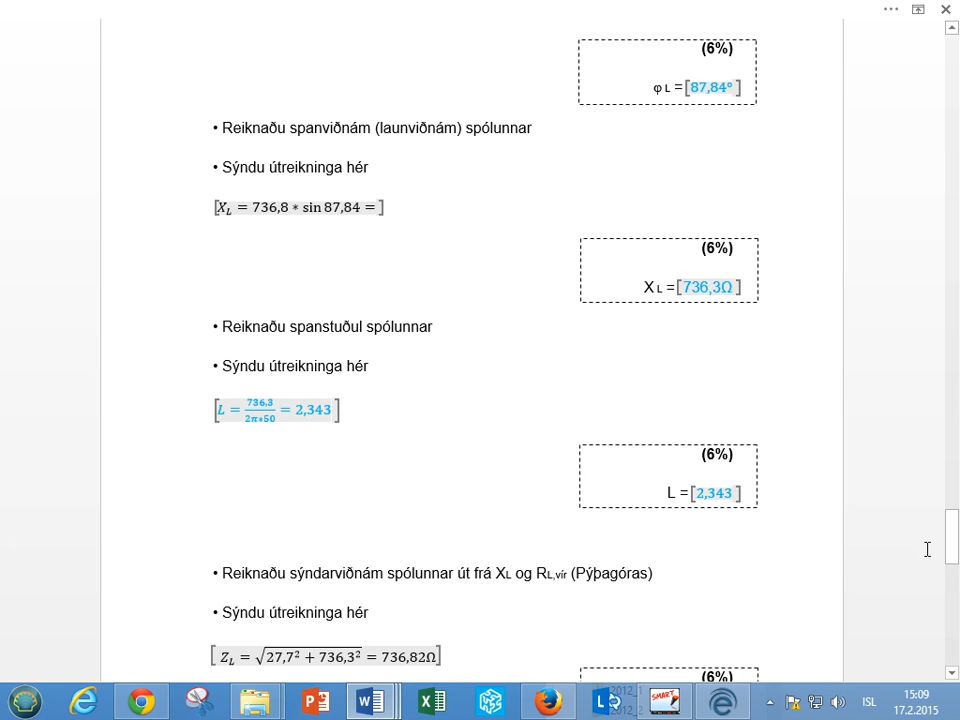 (6%)
φ L = [87,84° ]
• Reiknaðu spanviðnám (launviðnám) spólunnar
• Sýndu útreikninga hér
[X_L = 736,8 * sin 87,84 = ]
(6%)
X L = [736,3Ω ]
• Reiknaðu spanstuðul spólunnar
• Sýndu útreikninga hér
[L = 736,3 / 2π*50 = 2,343 ]
(6%)
L = [2,343 ]
• Reiknaðu sýndarviðnám spólunnar út frá XL og RL,vír (Pýþagóras)
• Sýndu útreikninga hér
[ Z_L = √27,7² + 736,3² = 736,82Ω]
(6%)
2012_1
2012_2
SMART
ISL
15:09
17.2.2015